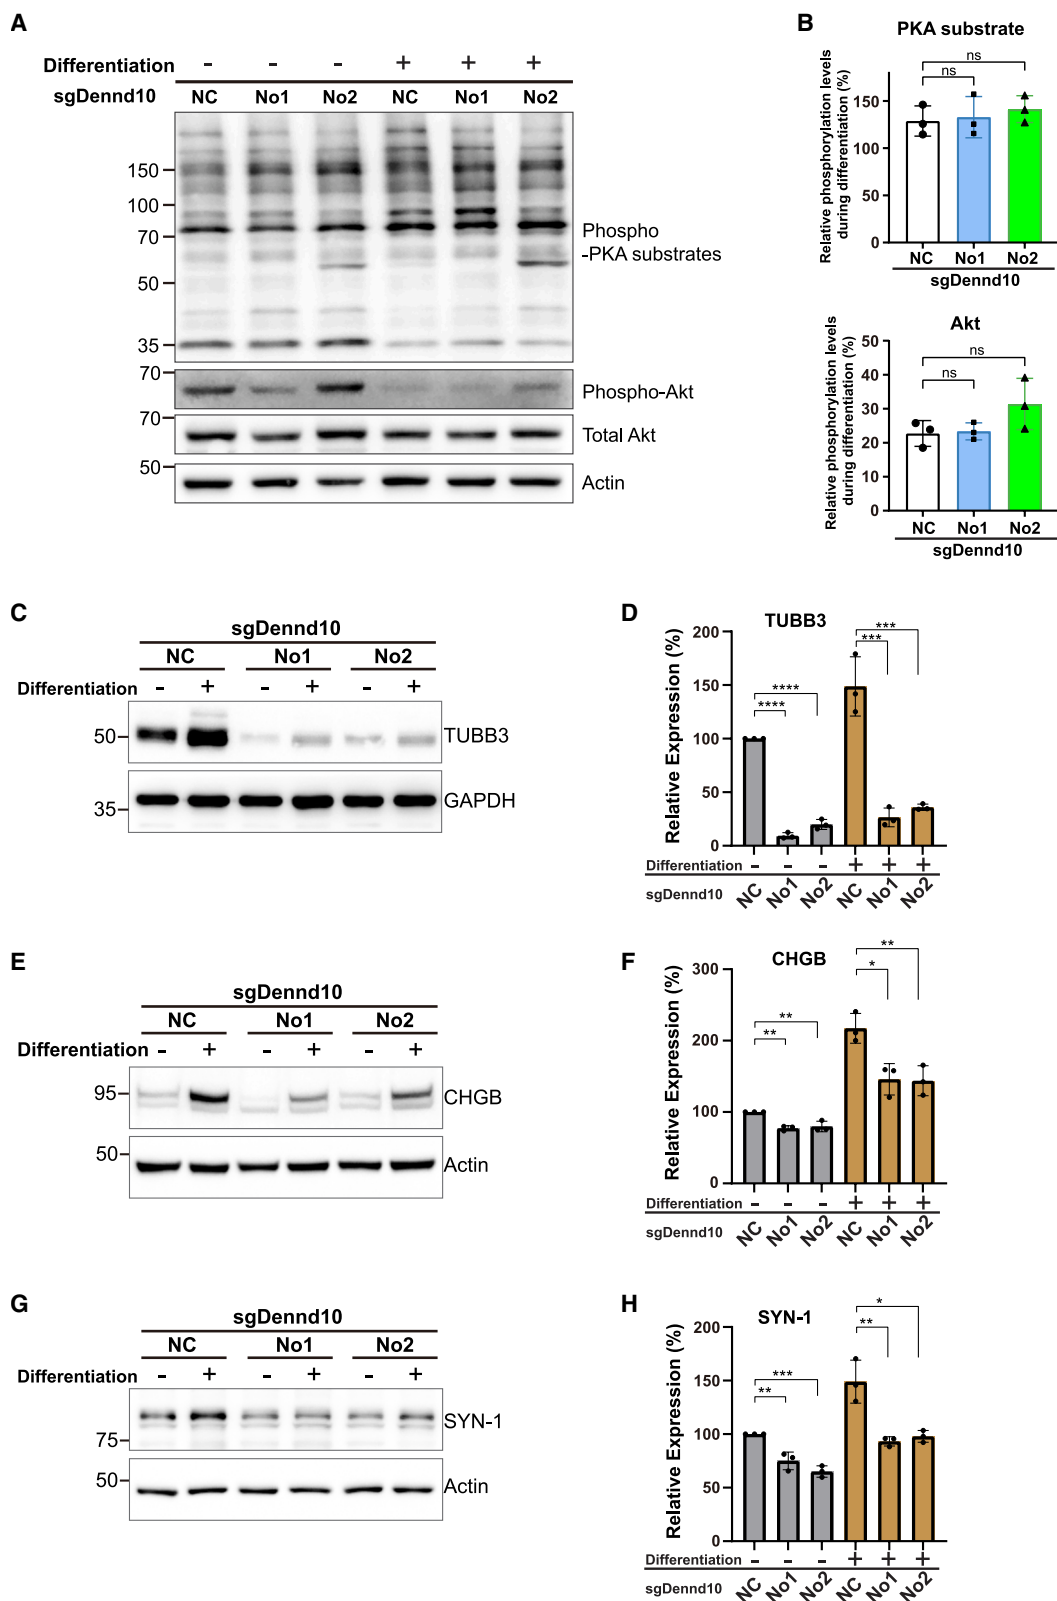 A
Differentiation - - - + + +
sgDennd10 NC No1 No2 NC No1 No2
150
100
70
50
35
Phospho
-PKA substrates
70
Phospho-Akt
70
Total Akt
50
Actin
B
PKA substrate
Relative phosphorylation levels
during differentiation (%)
150
100
50
0
ns
ns
NC No1 No2
sgDennd10
Akt
Relative phosphorylation levels
during differentiation (%)
50
40
30
20
10
0
ns
ns
NC No1 No2
sgDennd10
C
sgDennd10
NC No1 No2
Differentiation - + - + - +
50
TUBB3
35
GAPDH
D
TUBB3
Relative Expression (%)
200
150
100
50
0
****
****
***
***
Differentiation - - - + + +
sgDennd10 NC No1 No2 NC No1 No2
E
sgDennd10
NC No1 No2
Differentiation - + - + - +
95
CHGB
50
Actin
F
CHGB
Relative Expression (%)
300
200
100
0
**
**
**
*
Differentiation - - - + + +
sgDennd10 NC No1 No2 NC No1 No2
G
sgDennd10
NC No1 No2
Differentiation - + - + - +
75
SYN-1
50
Actin
H
SYN-1
Relative Expression (%)
200
150
100
50
0
***
**
*
**
Differentiation - - - + + +
sgDennd10 NC No1 No2 NC No1 No2